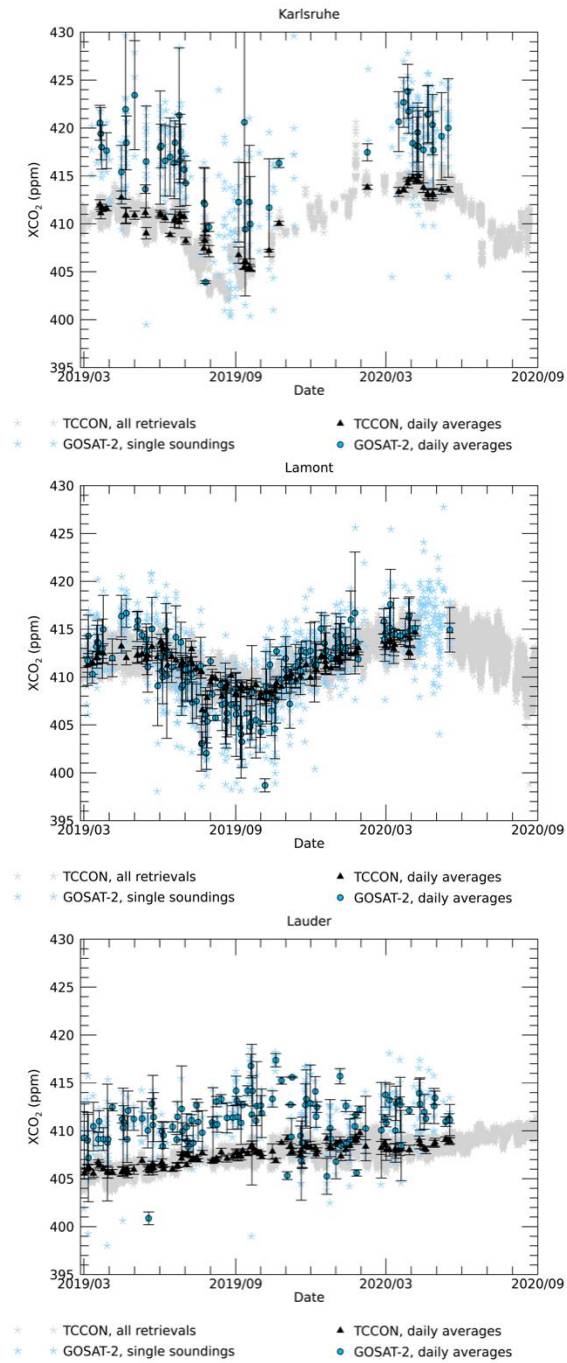 Karlsruhe
430
425
420
415
410
405
400
395
XCO₂ (ppm)
2019/03 2019/09 2020/03 2020/09
Date
TCCON, all retrievals TCCON, daily averages
GOSAT-2, single soundings GOSAT-2, daily averages
Lamont
430
425
420
415
410
405
400
395
XCO₂ (ppm)
2019/03 2019/09 2020/03 2020/09
Date
TCCON, all retrievals TCCON, daily averages
GOSAT-2, single soundings GOSAT-2, daily averages
Lauder
430
425
420
415
410
405
400
395
XCO₂ (ppm)
2019/03 2019/09 2020/03 2020/09
Date
TCCON, all retrievals TCCON, daily averages
GOSAT-2, single soundings GOSAT-2, daily averages